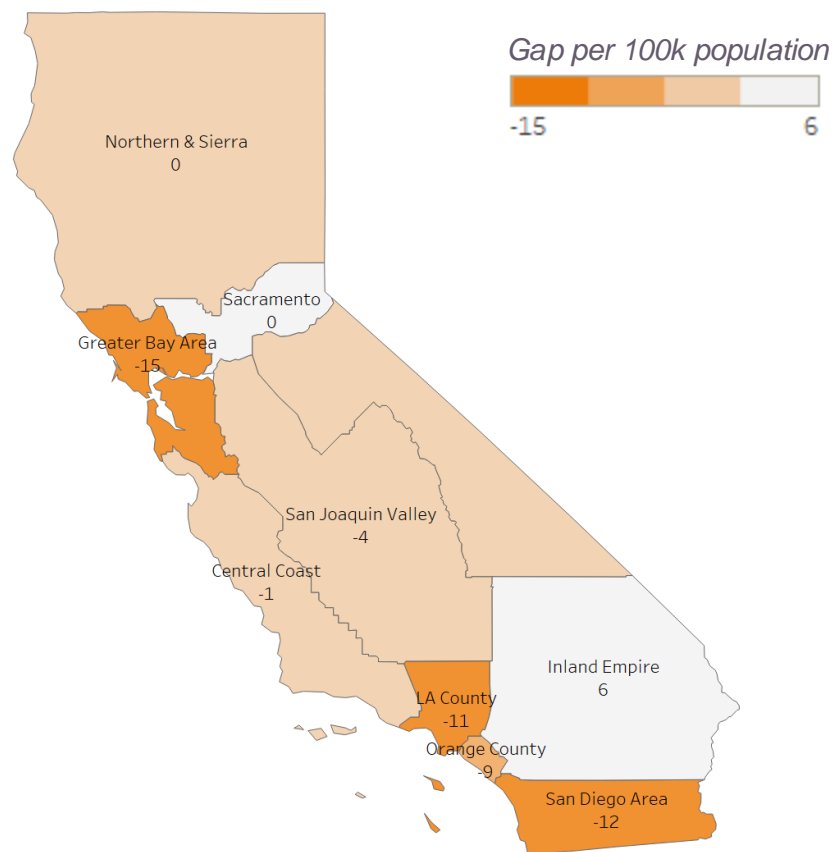 Gap per 100k population
-15 6
Northern & Sierra
0
Sacramento
0
Greater Bay Area
-15
San Joaquin Valley
-4
Central Coast
-1
Inland Empire
6
LA County
-11
Orange County
-9
San Diego Area
-12